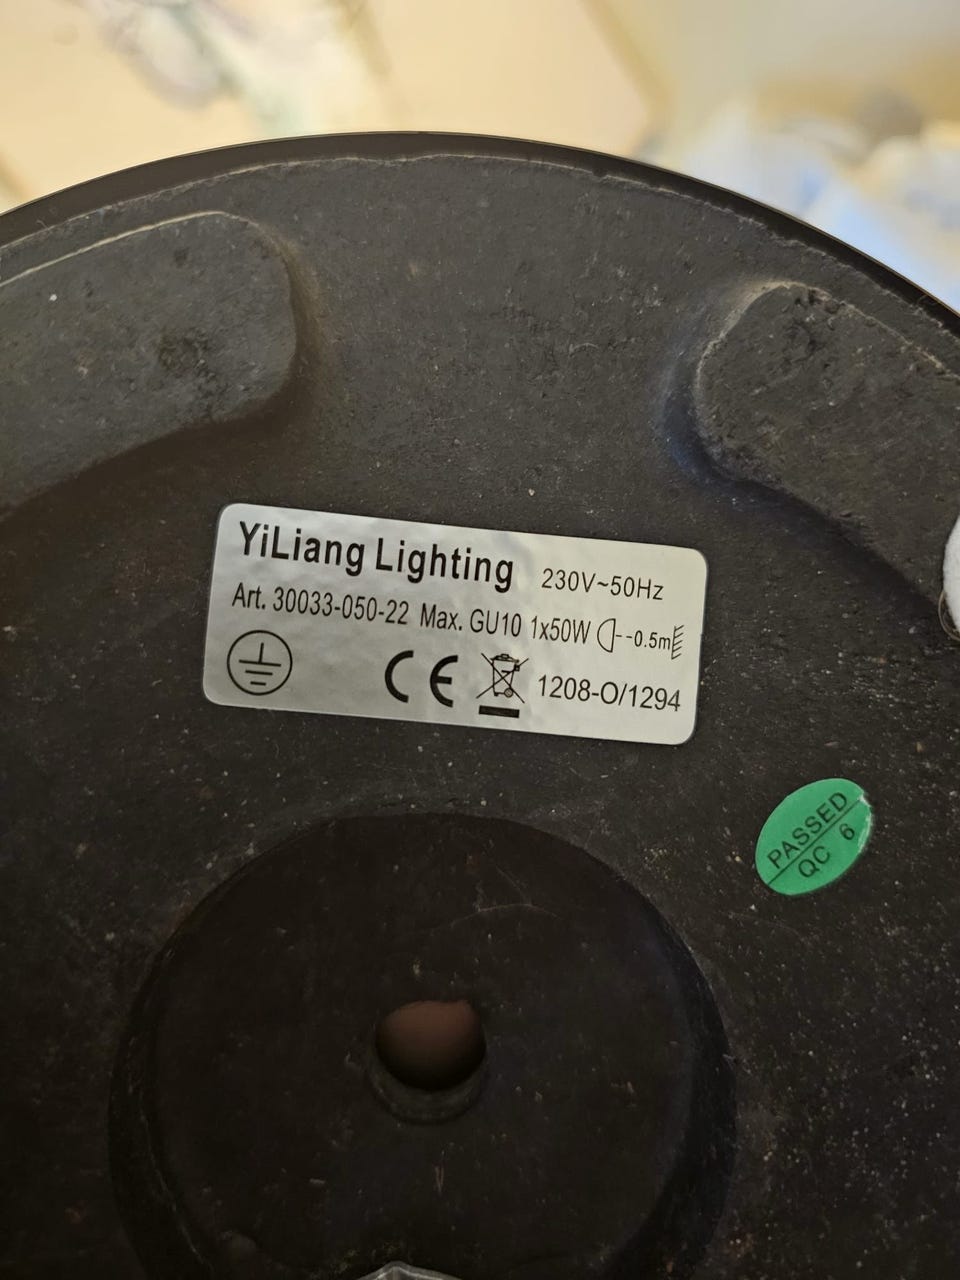 YiLiang Lighting 230V~50Hz
Art. 30033-050-22 Max. GU10 1x50W --0.5m
CE 1208-O/1294
PASSED
QC 6